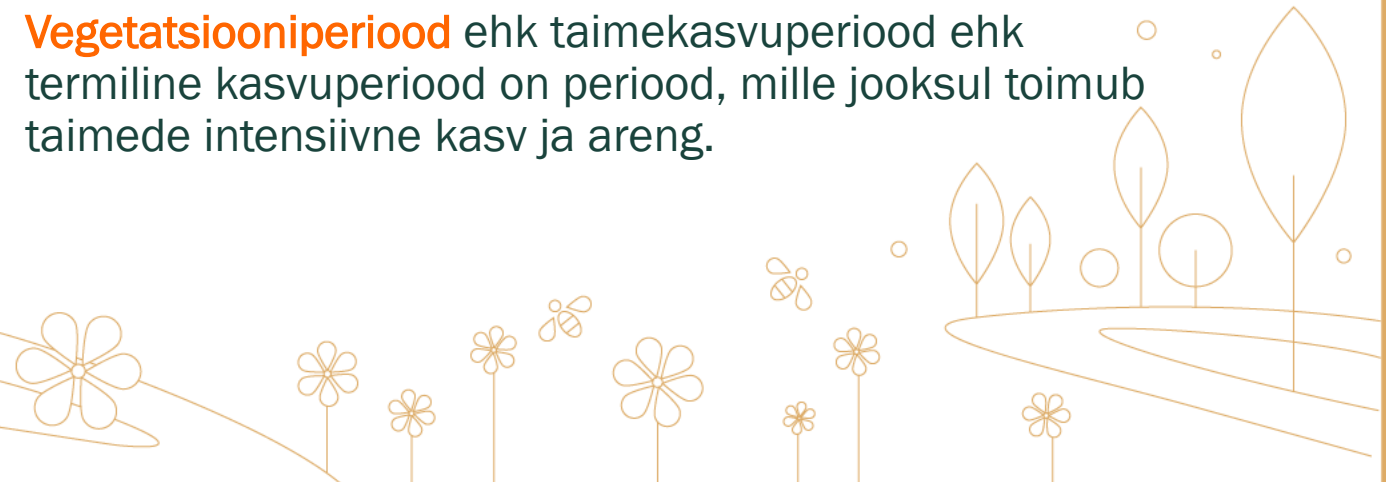 Vegetatsiooniperiood ehk taimekasvuperiood ehk
termiline kasvuperiood on periood, mille jooksul toimub
taimede intensiivne kasv ja areng.